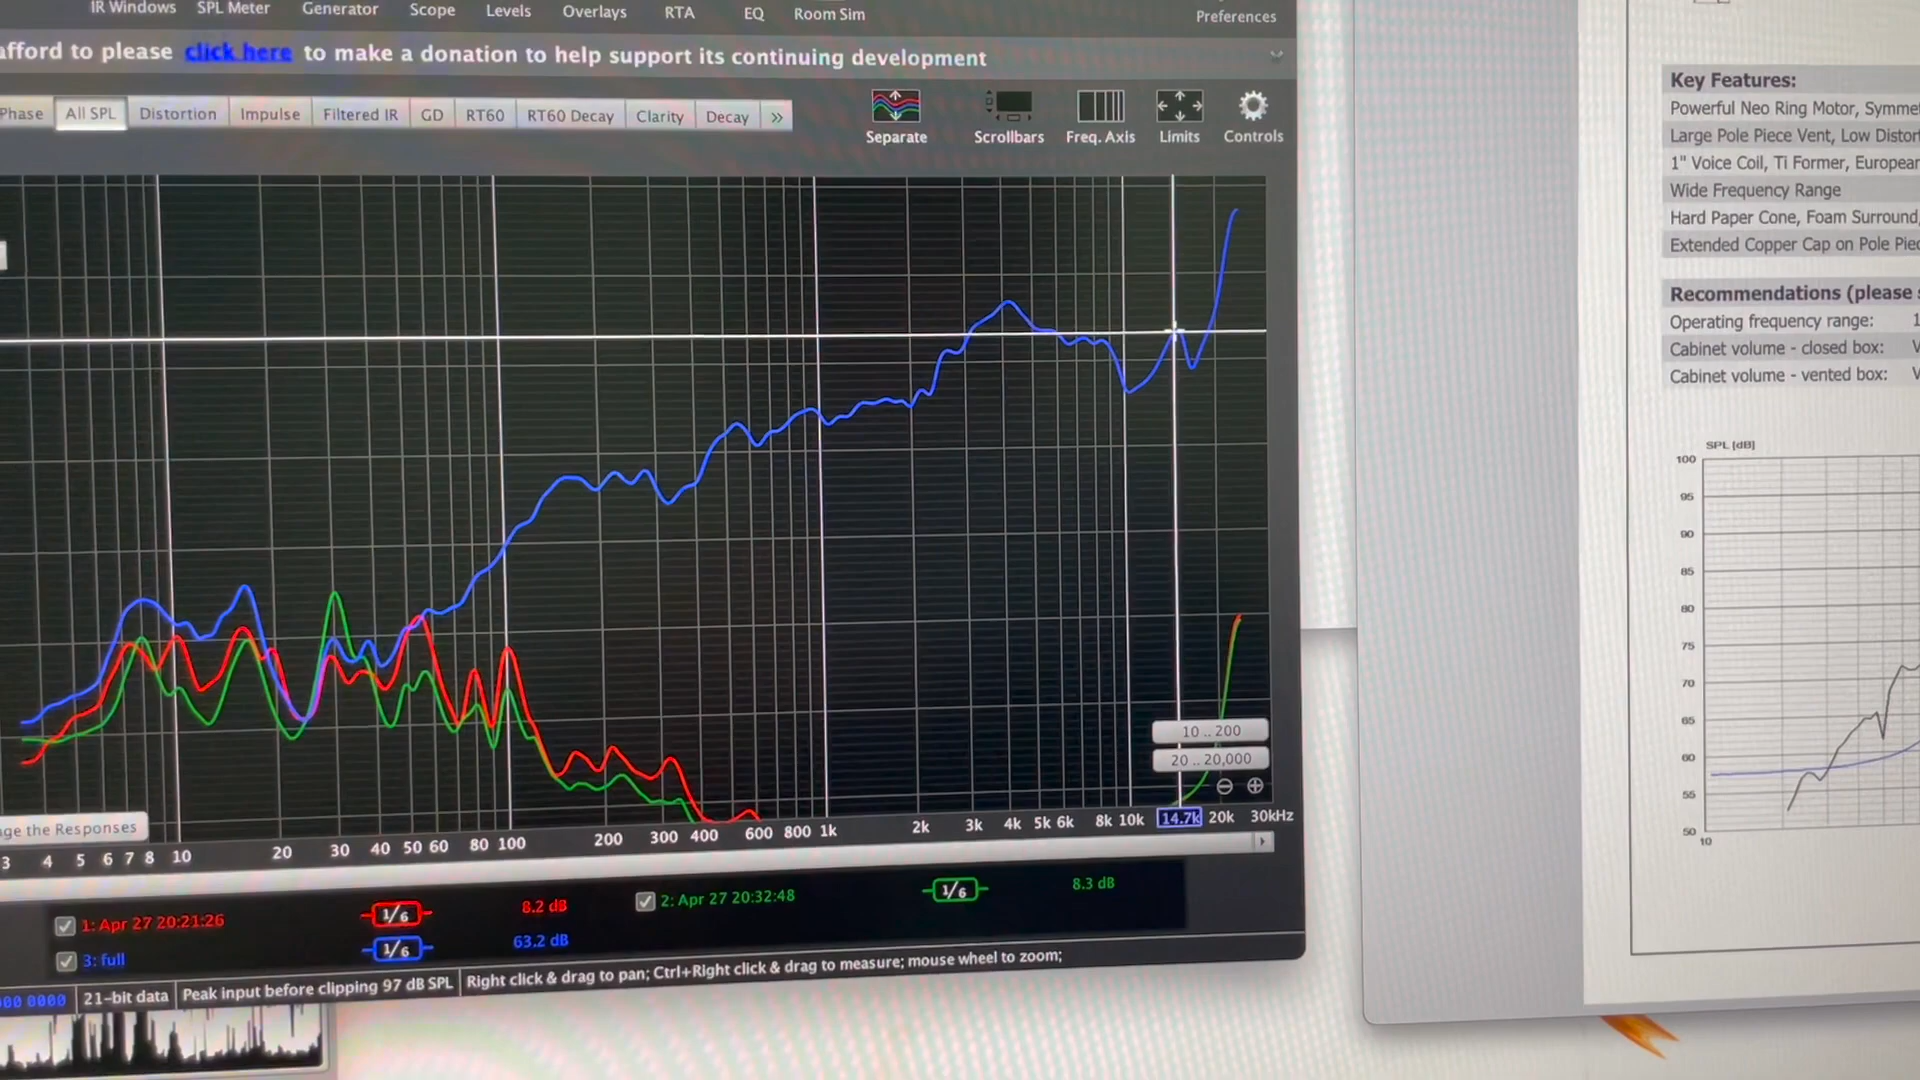 IR Windows SPL Meter Generator Scope Levels Overlays RTA EQ Room Sim Preferences
afford to please click here to make a donation to help support its continuing development
Phase All SPL Distortion Impulse Filtered IR GD RT60 RT60 Decay Clarity Decay »
Separate Scrollbars Freq. Axis Limits Controls
10 .. 200
20 .. 20,000
ge the Responses
3 4 5 6 7 8 10 20 30 40 50 60 80 100 200 300 400 600 800 1k 2k 3k 4k 5k 6k 8k 10k 14.7k 20k 30kHz
1: Apr 27 20:21:26 1/6 8.2 dB 2: Apr 27 20:32:48 1/6 8.3 dB
3: full 1/6 63.2 dB
000 0000 21-bit data Peak input before clipping 97 dB SPL Right click & drag to pan; Ctrl+Right click & drag to measure; mouse wheel to zoom;
Key Features:
Powerful Neo Ring Motor, Symmet
Large Pole Piece Vent, Low Distort
1" Voice Coil, Ti Former, European
Wide Frequency Range
Hard Paper Cone, Foam Surround,
Extended Copper Cap on Pole Piec
Recommendations (please s
Operating frequency range: 1
Cabinet volume - closed box: V
Cabinet volume - vented box: V
SPL [dB]
100
95
90
85
80
75
70
65
60
55
50
10